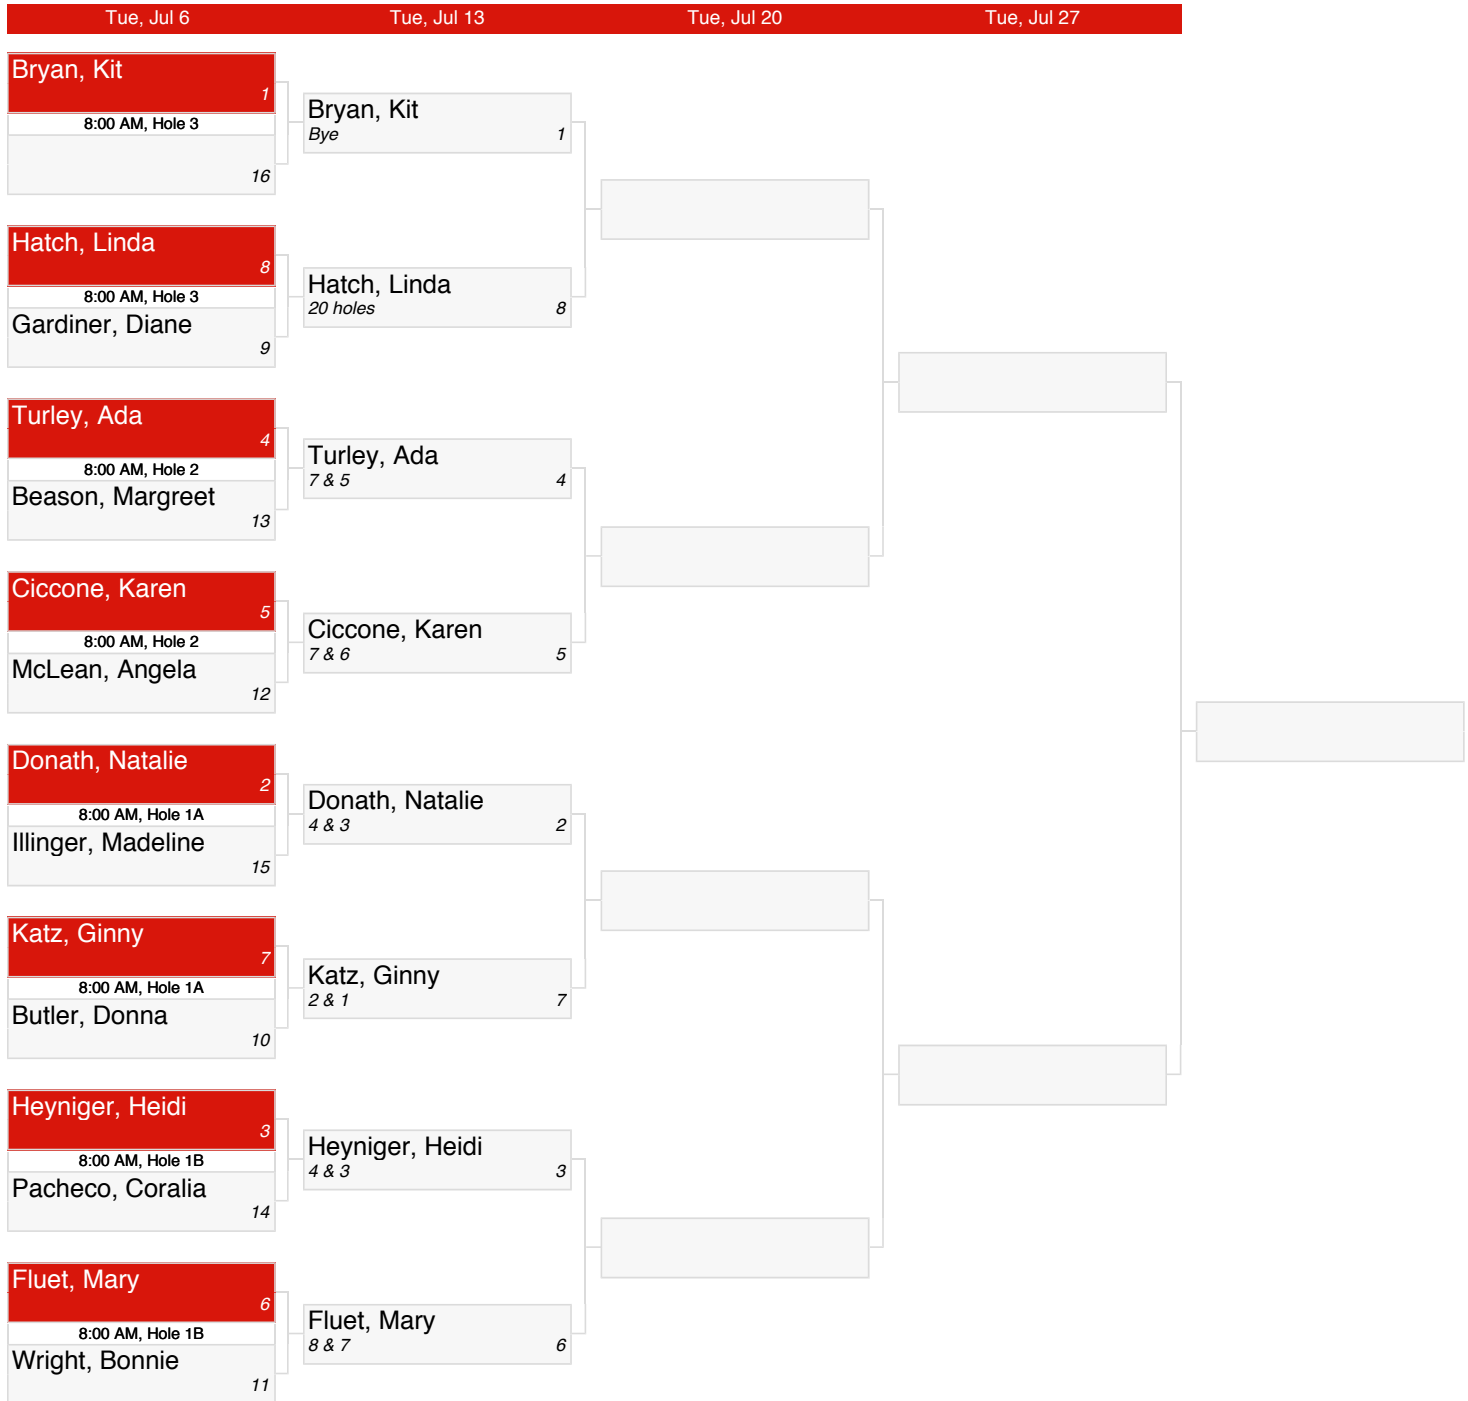 Tue, Jul 6
Tue, Jul 13
Tue, Jul 20
Tue, Jul 27
Bryan, Kit
1
8:00 AM, Hole 3
16
Hatch, Linda
8
8:00 AM, Hole 3
Gardiner, Diane
9
Turley, Ada
4
8:00 AM, Hole 2
Beason, Margreet
13
Ciccone, Karen
5
8:00 AM, Hole 2
McLean, Angela
12
Donath, Natalie
2
8:00 AM, Hole 1A
Illinger, Madeline
15
Katz, Ginny
7
8:00 AM, Hole 1A
Butler, Donna
10
Heyniger, Heidi
3
8:00 AM, Hole 1B
Pacheco, Coralia
14
Fluet, Mary
6
8:00 AM, Hole 1B
Wright, Bonnie
11
Bryan, Kit
Bye 1
Hatch, Linda
20 holes 8
Turley, Ada
7 & 5 4
Ciccone, Karen
7 & 6 5
Donath, Natalie
4 & 3 2
Katz, Ginny
2 & 1 7
Heyniger, Heidi
4 & 3 3
Fluet, Mary
8 & 7 6